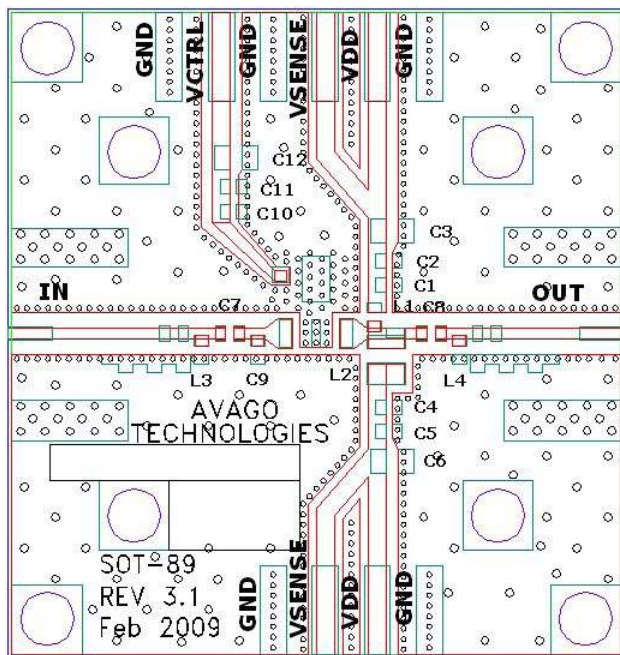 GND
VCTRL
GND
VSENSE
VDD
GND
C12
C11
C10
C3
C2
C1
IN
OUT
C7
L1
C8
L3
C9
L2
L4
AVAGO
TECHNOLOGIES
C4
C5
C6
SOT-89
REV 3.1
Feb 2009
GND
VSENSE
VDD
GND